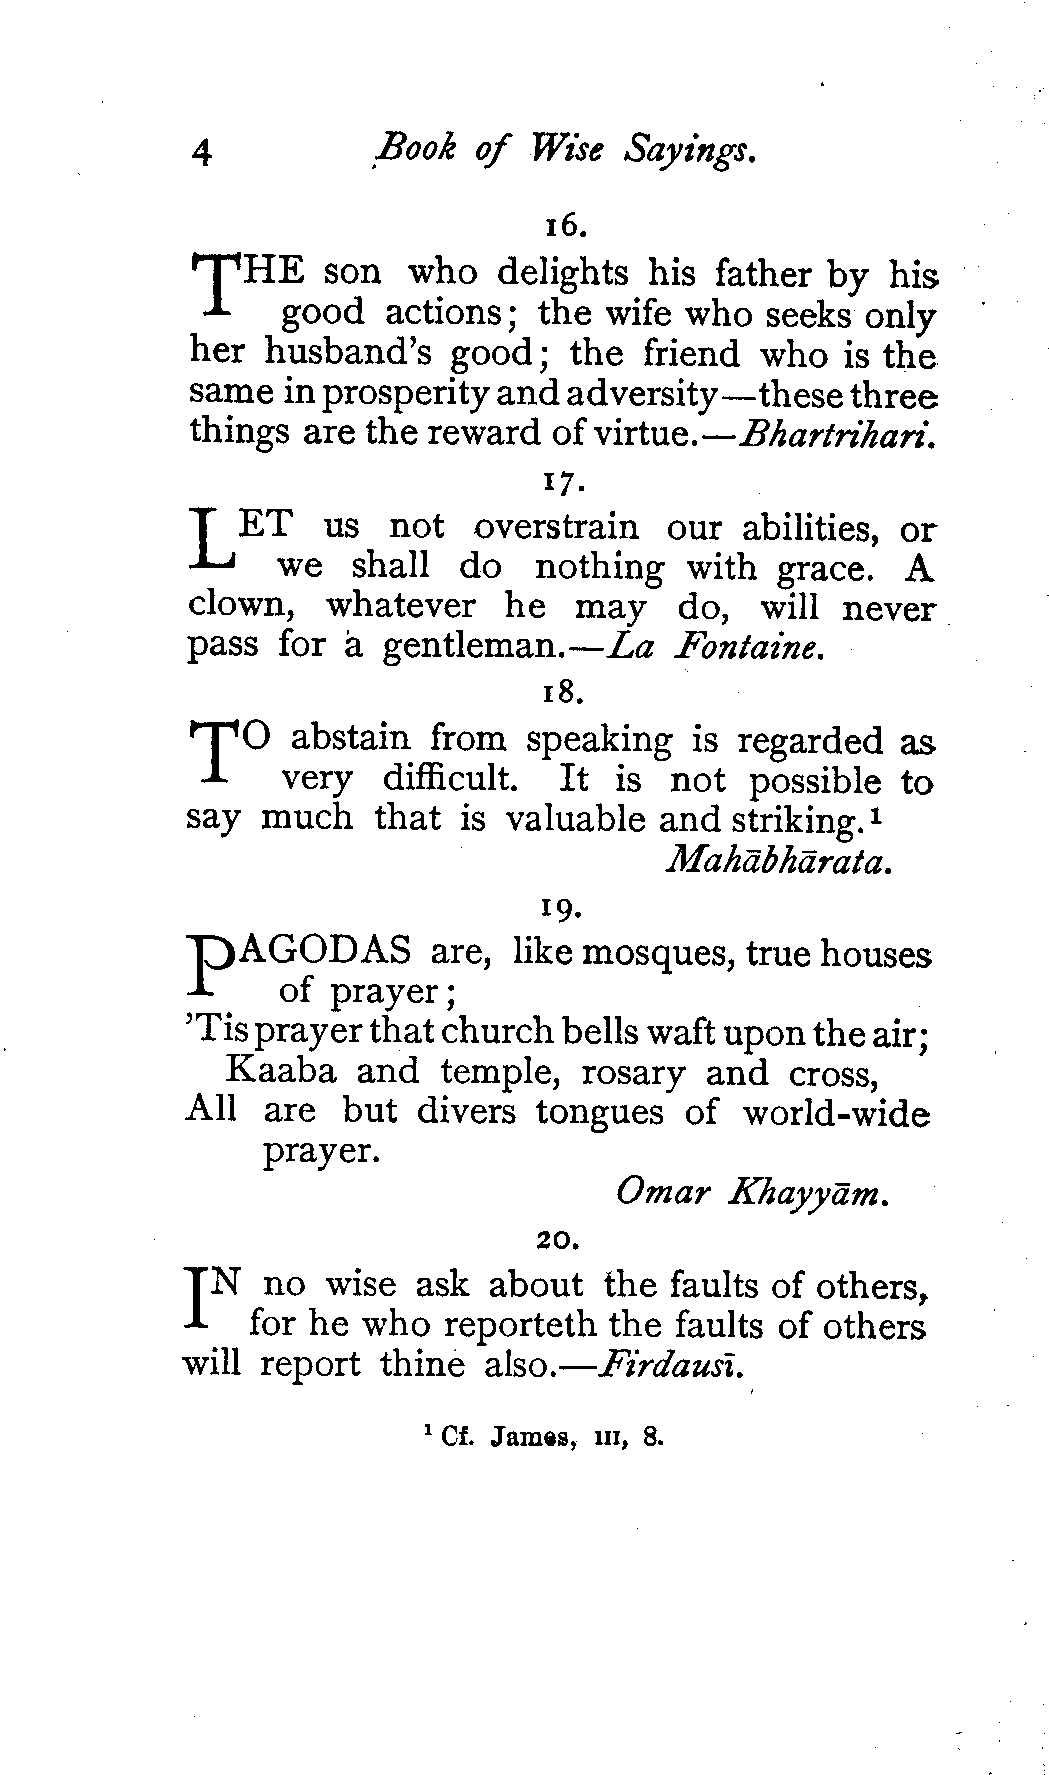 4 Book of Wise Sayings.
16.
THE son who delights his father by his
good actions; the wife who seeks only
her husband's good; the friend who is the
same in prosperity and adversity—these three
things are the reward of virtue.—Bhartrihari.
17.
LET us not overstrain our abilities, or
we shall do nothing with grace. A
clown, whatever he may do, will never
pass for a gentleman.—La Fontaine.
18.
TO abstain from speaking is regarded as
very difficult. It is not possible to
say much that is valuable and striking.¹
Mahābhārata.
19.
PAGODAS are, like mosques, true houses
of prayer;
'Tis prayer that church bells waft upon the air;
Kaaba and temple, rosary and cross,
All are but divers tongues of world-wide
prayer.
Omar Khayyām.
20.
IN no wise ask about the faults of others,
for he who reporteth the faults of others
will report thine also.—Firdausī.
¹ Cf. James, III, 8.